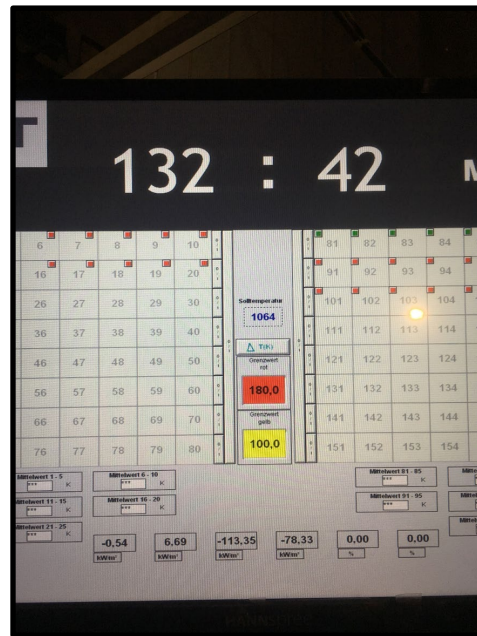 T
132 : 42 M
6 7 8 9 10 81 82 83 84
16 17 18 19 20 91 92 93 94
26 27 28 29 30 Solltemperatur 101 102 103 104
1064
36 37 38 39 40 111 112 113 114
Δ T(K)
46 47 48 49 50 Grenzwert 121 122 123 124
rot
56 57 58 59 60 180,0 131 132 133 134
66 67 68 69 70 Grenzwert 141 142 143 144
gelb
76 77 78 79 80 100,0 151 152 153 154
Mittelwert 1 - 5 Mittelwert 6 - 10 Mittelwert 81 - 85
*** K *** K *** K
Mittelwert 11 - 15 Mittelwert 16 - 20 Mittelwert 91 - 95
*** K *** K *** K
Mittelwert 21 - 25
*** K
-0,54 6,69 -113,35 -78,33 0,00 0,00
kW/m² kW/m² kW/m² kW/m² % %
HANNSPREE